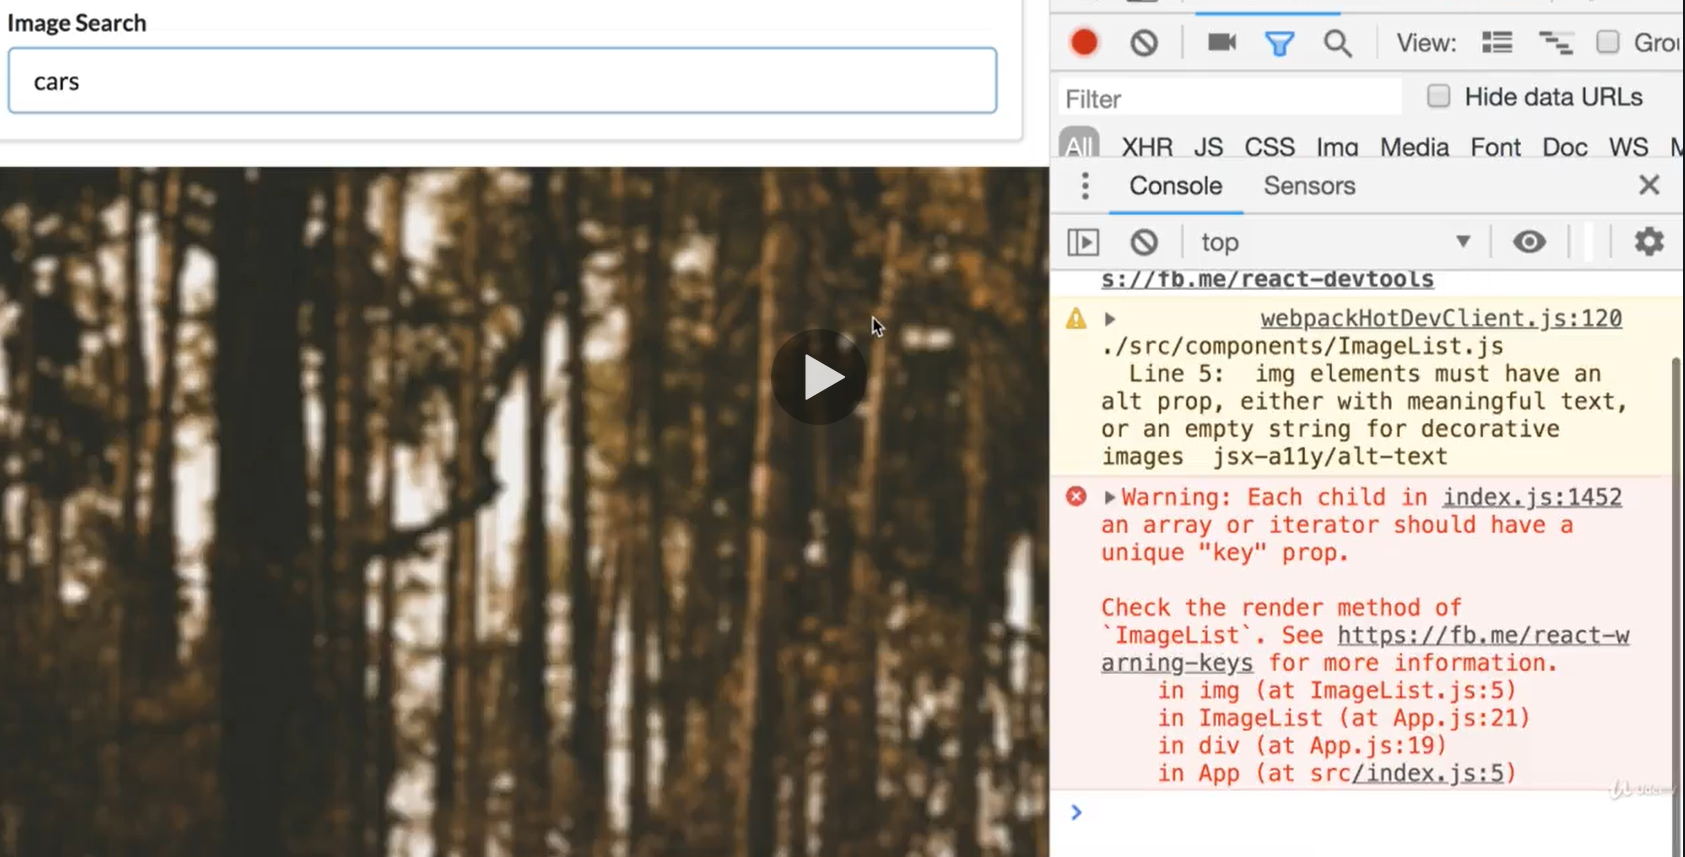 Image Search
cars
View:
Filter
Hide data URLs
All XHR JS CSS Img Media Font Doc WS
Console Sensors
top
s://fb.me/react-devtools
webpackHotDevClient.js:120
./src/components/ImageList.js
Line 5: img elements must have an
alt prop, either with meaningful text,
or an empty string for decorative
images jsx-a11y/alt-text
Warning: Each child in index.js:1452
an array or iterator should have a
unique "key" prop.
Check the render method of
`ImageList`. See https://fb.me/react-w
arning-keys for more information.
in img (at ImageList.js:5)
in ImageList (at App.js:21)
in div (at App.js:19)
in App (at src/index.js:5)
Udemy